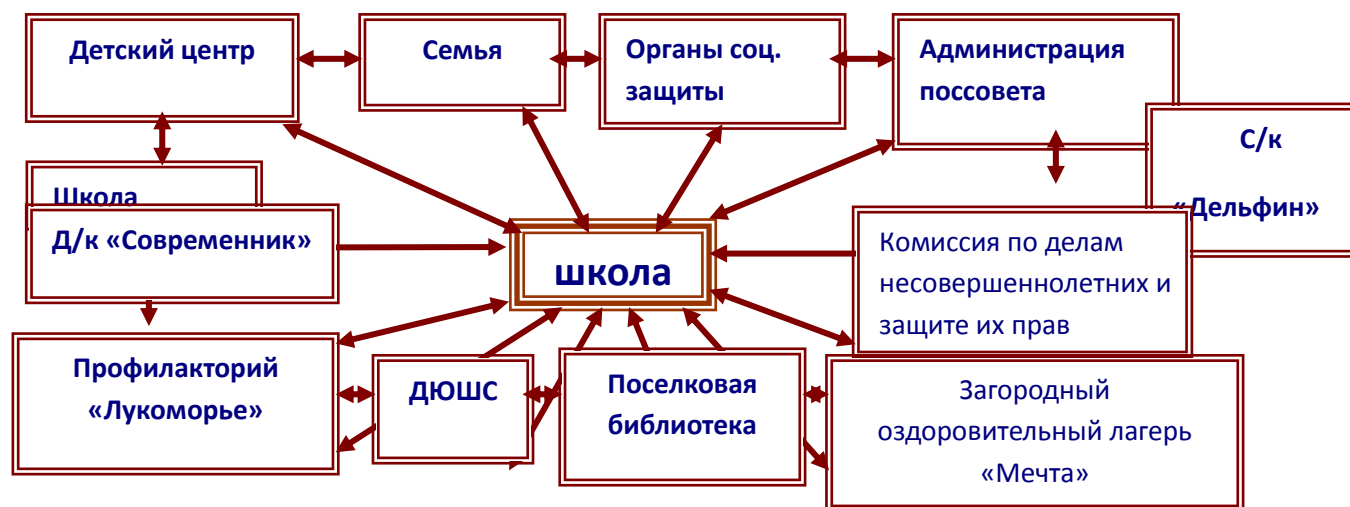 Детский центр
Семья
Органы соц.
защиты
Администрация
поссовета
С/к
«Дельфин»
Школа
Д/к «Современник»
школа
Комиссия по делам
несовершеннолетних и
защите их прав
Профилакторий
«Лукоморье»
ДЮШС
Поселковая
библиотека
Загородный
оздоровительный лагерь
«Мечта»